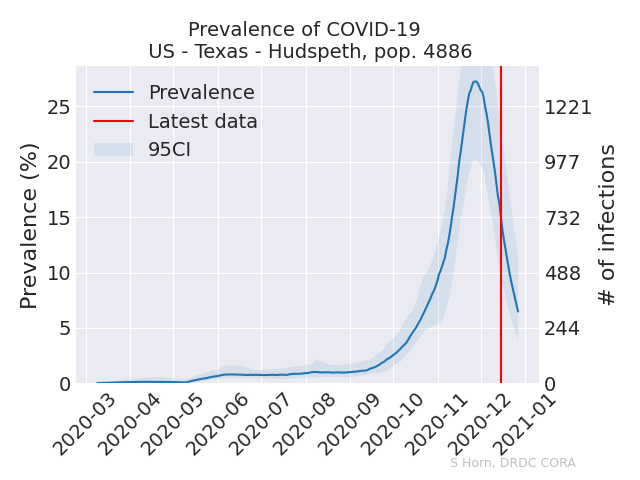 Prevalence of COVID-19
US - Texas - Hudspeth, pop. 4886
Prevalence
Latest data
95CI
Prevalence (%)
25
20
15
10
5
0
1221
977
732
488
244
0
# of infections
2020-03
2020-04
2020-05
2020-06
2020-07
2020-08
2020-09
2020-10
2020-11
2020-12
2021-01
S Horn, DRDC CORA